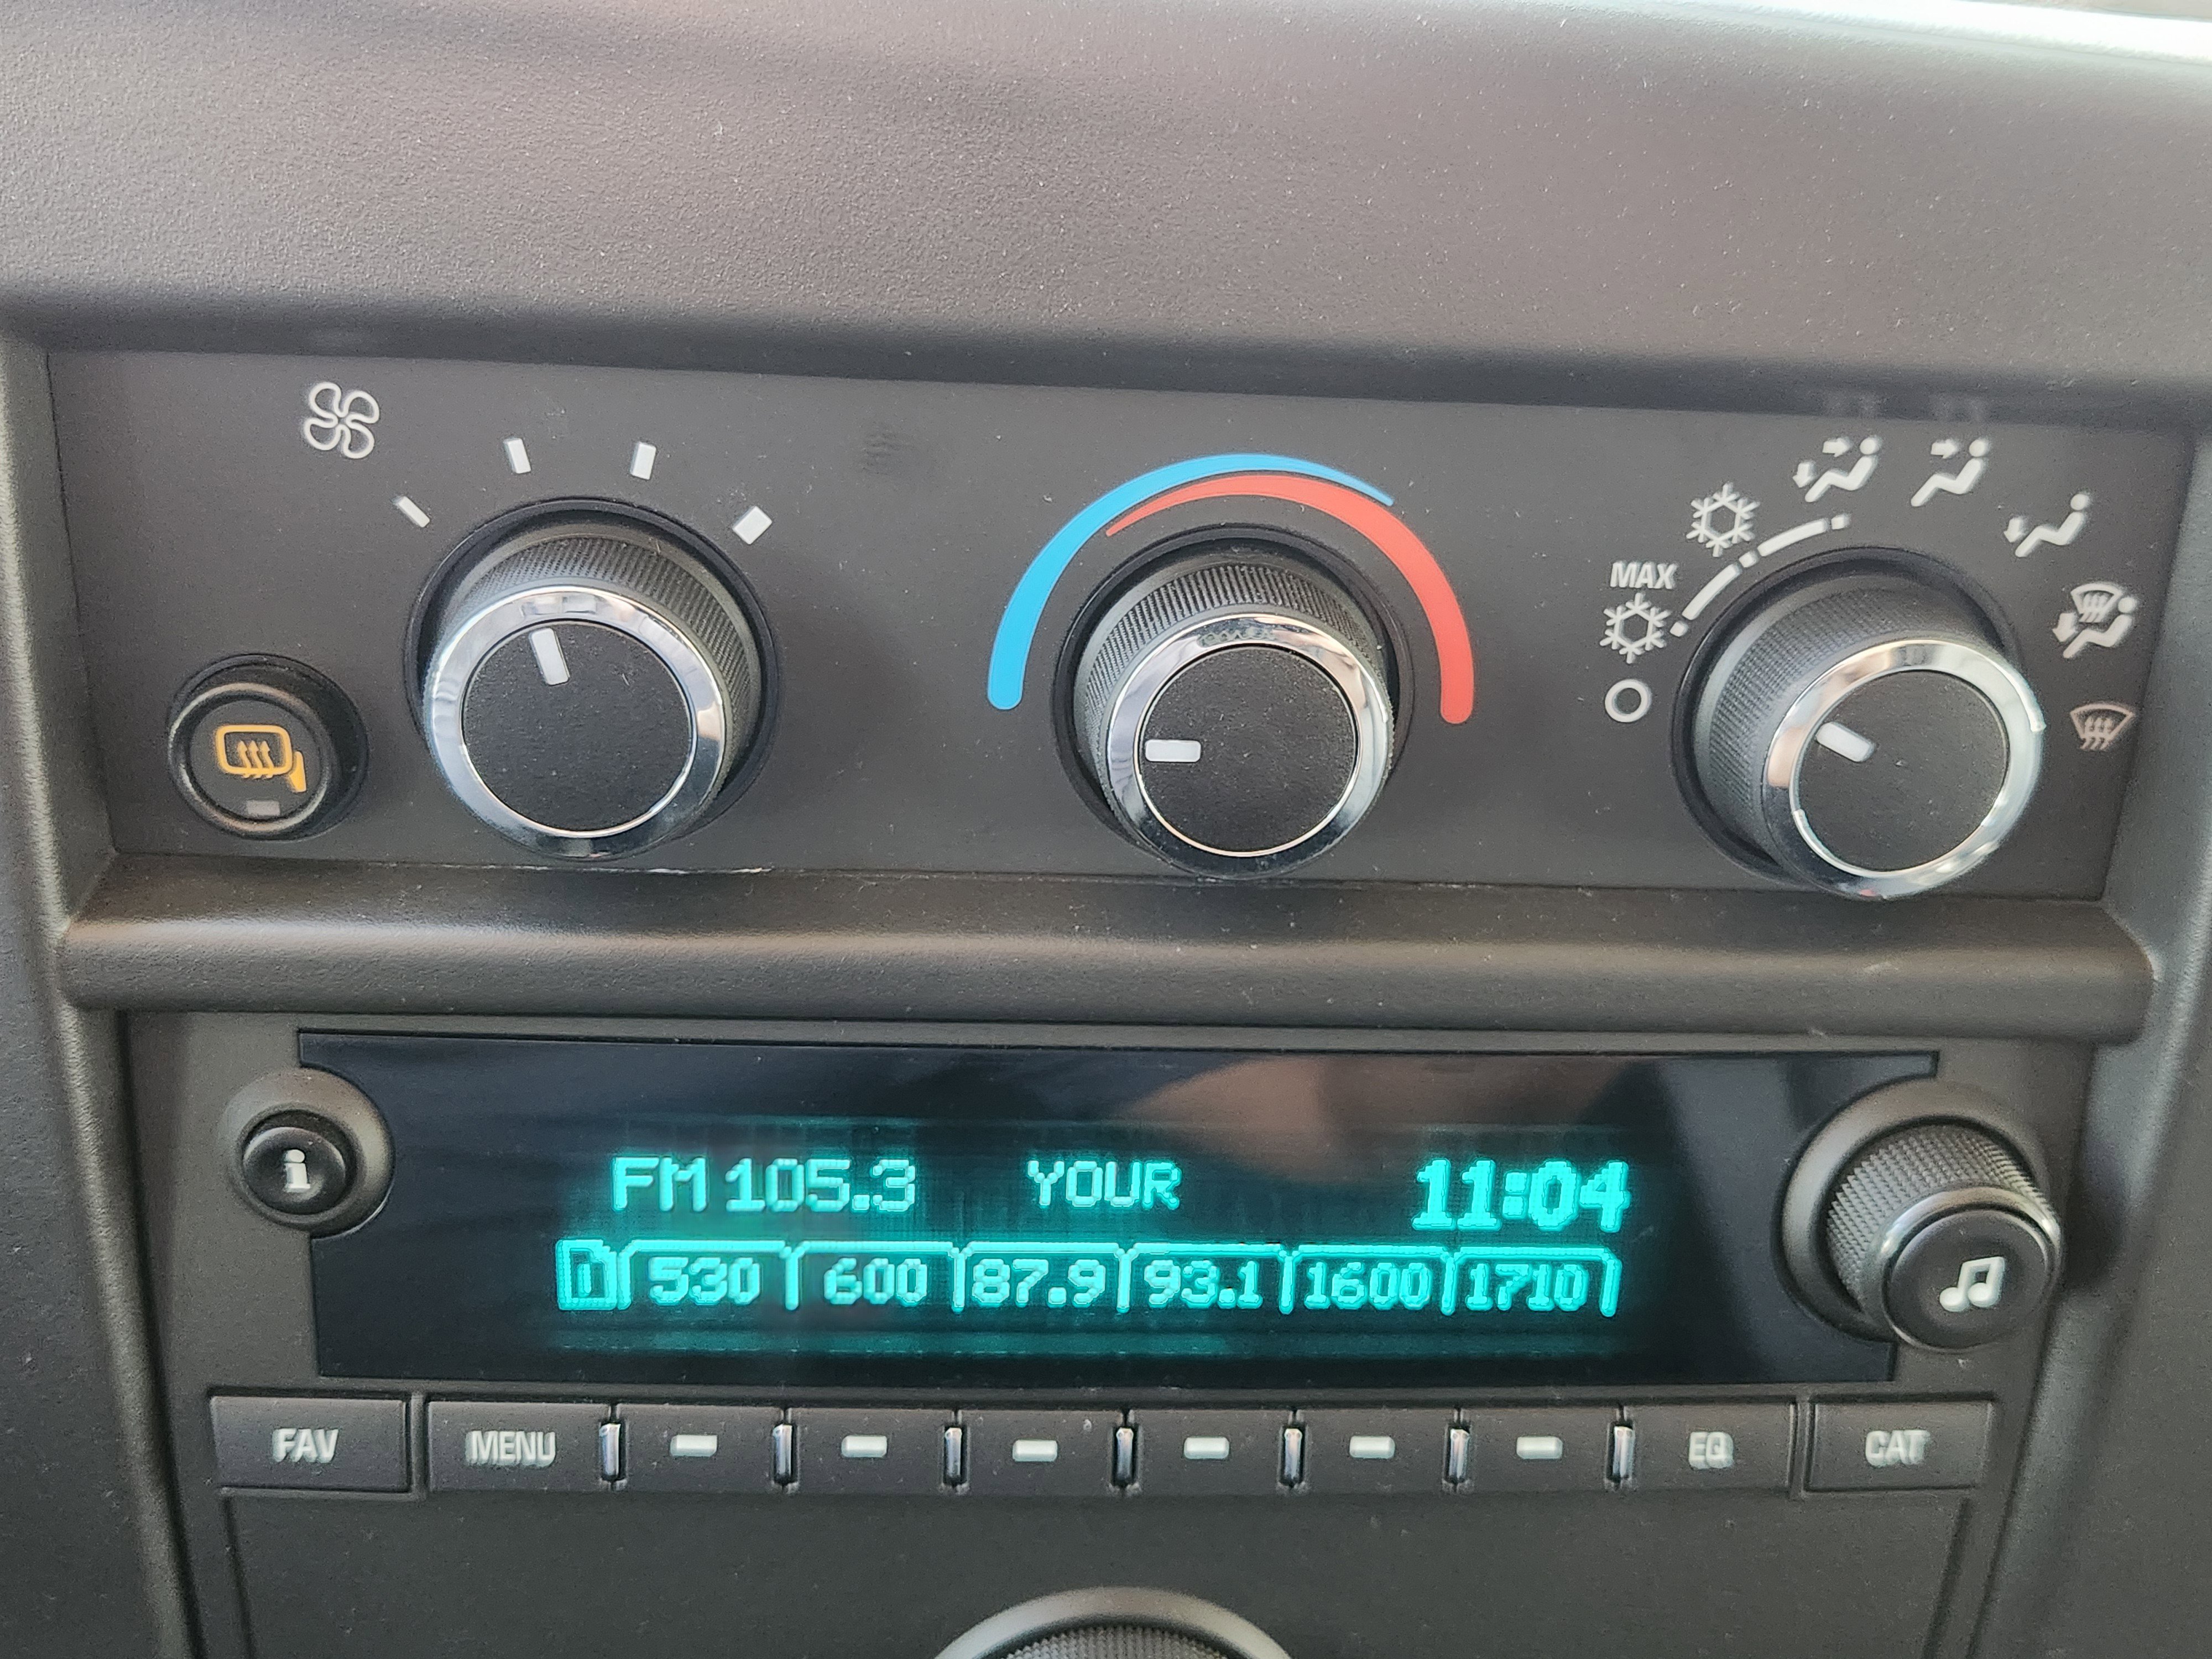 MAX
i
FM 105.3 YOUR 11:04
1 530 600 87.9 93.1 1600 1710
FAV MENU EQ CAT